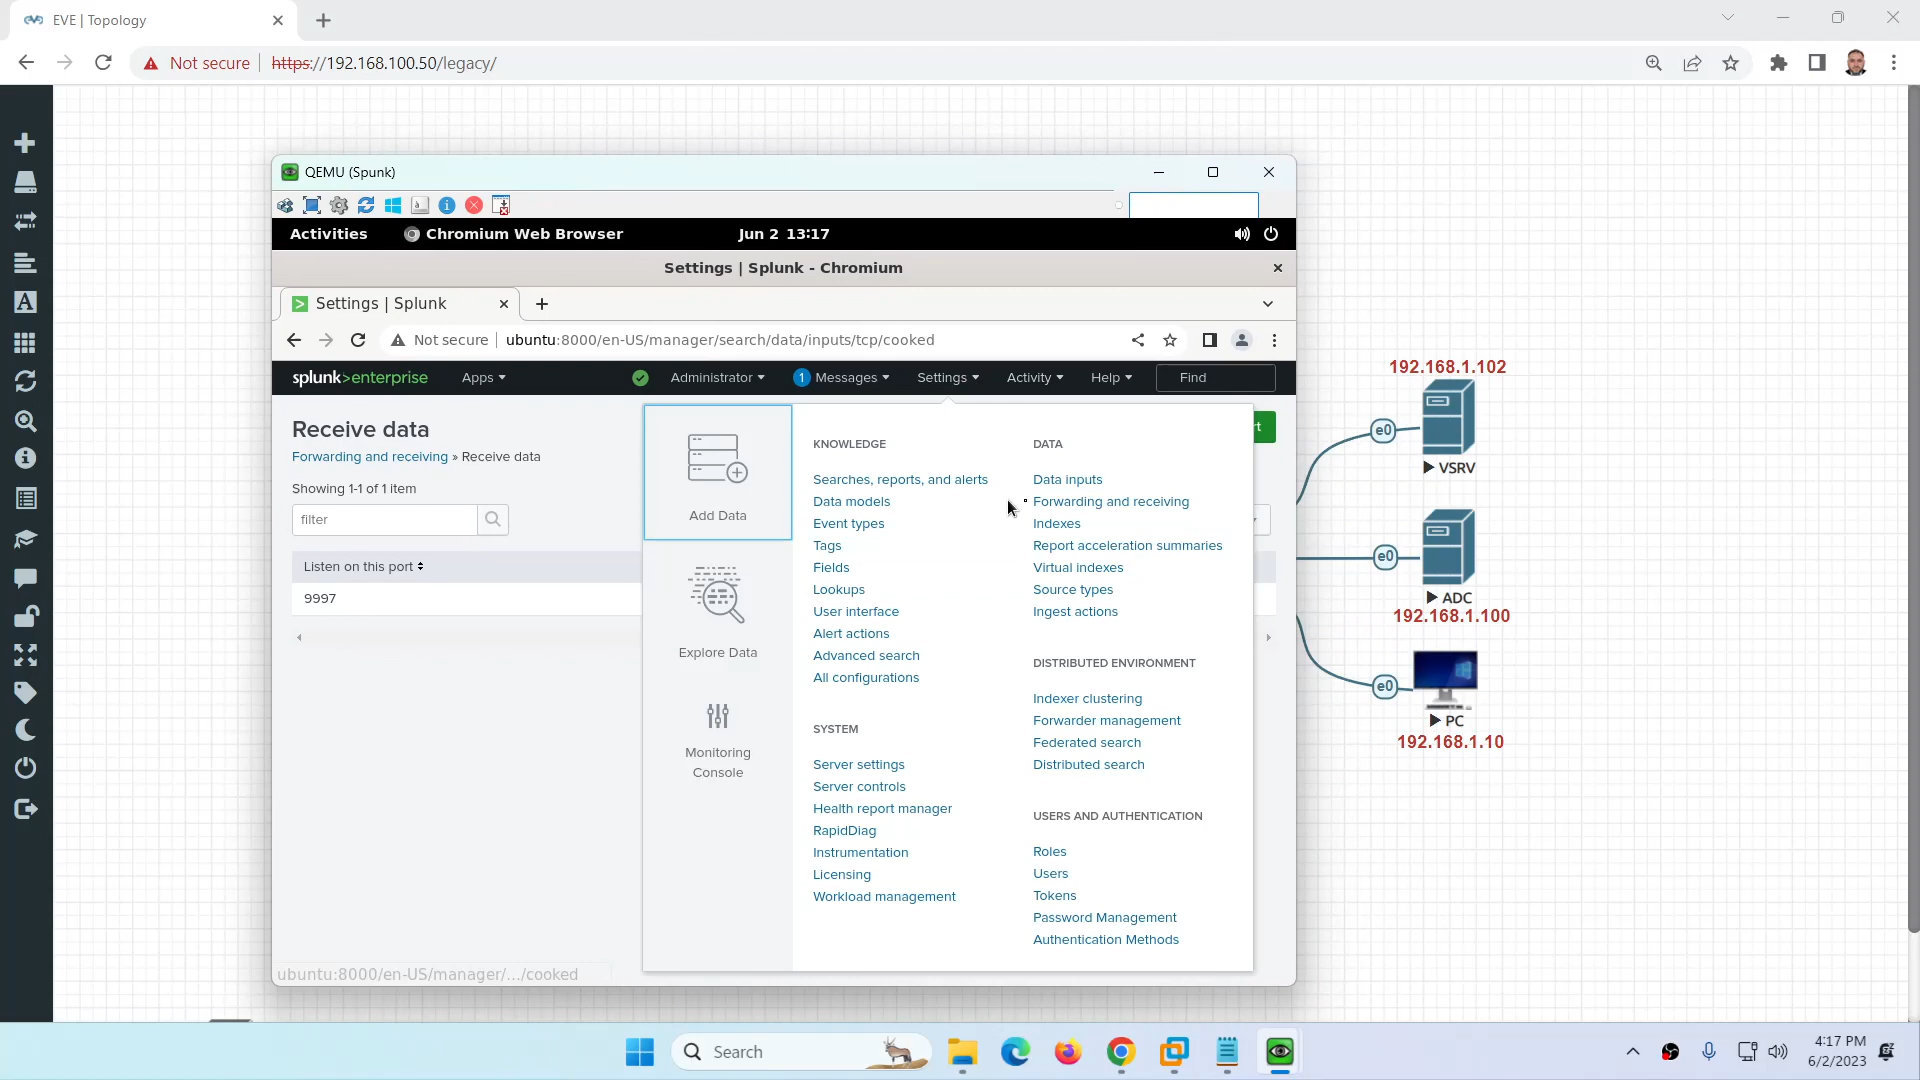 EVE | Topology
Not secure
https://192.168.100.50/legacy/
QEMU (Spunk)
Activities
Chromium Web Browser
Jun 2 13:17
Settings | Splunk - Chromium
Settings | Splunk
Not secure
ubuntu:8000/en-US/manager/search/data/inputs/tcp/cooked
splunk>enterprise
Apps
Administrator
1
Messages
Settings
Activity
Help
Find
Receive data
Forwarding and receiving » Receive data
Showing 1-1 of 1 item
filter
Listen on this port
9997
Add Data
Explore Data
Monitoring
Console
KNOWLEDGE
Searches, reports, and alerts
Data models
Event types
Tags
Fields
Lookups
User interface
Alert actions
Advanced search
All configurations
SYSTEM
Server settings
Server controls
Health report manager
RapidDiag
Instrumentation
Licensing
Workload management
DATA
Data inputs
Forwarding and receiving
Indexes
Report acceleration summaries
Virtual indexes
Source types
Ingest actions
DISTRIBUTED ENVIRONMENT
Indexer clustering
Forwarder management
Federated search
Distributed search
USERS AND AUTHENTICATION
Roles
Users
Tokens
Password Management
Authentication Methods
ubuntu:8000/en-US/manager/.../cooked
192.168.1.102
e0
VSRV
e0
ADC
192.168.1.100
e0
PC
192.168.1.10
Search
4:17 PM
6/2/2023